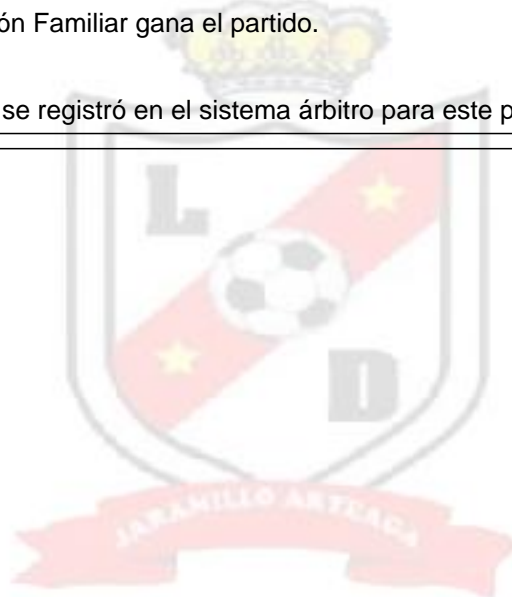 ón Familiar gana el partido.
se registró en el sistema árbitro para este p
L
D
JARAMILLO ARTEAGA